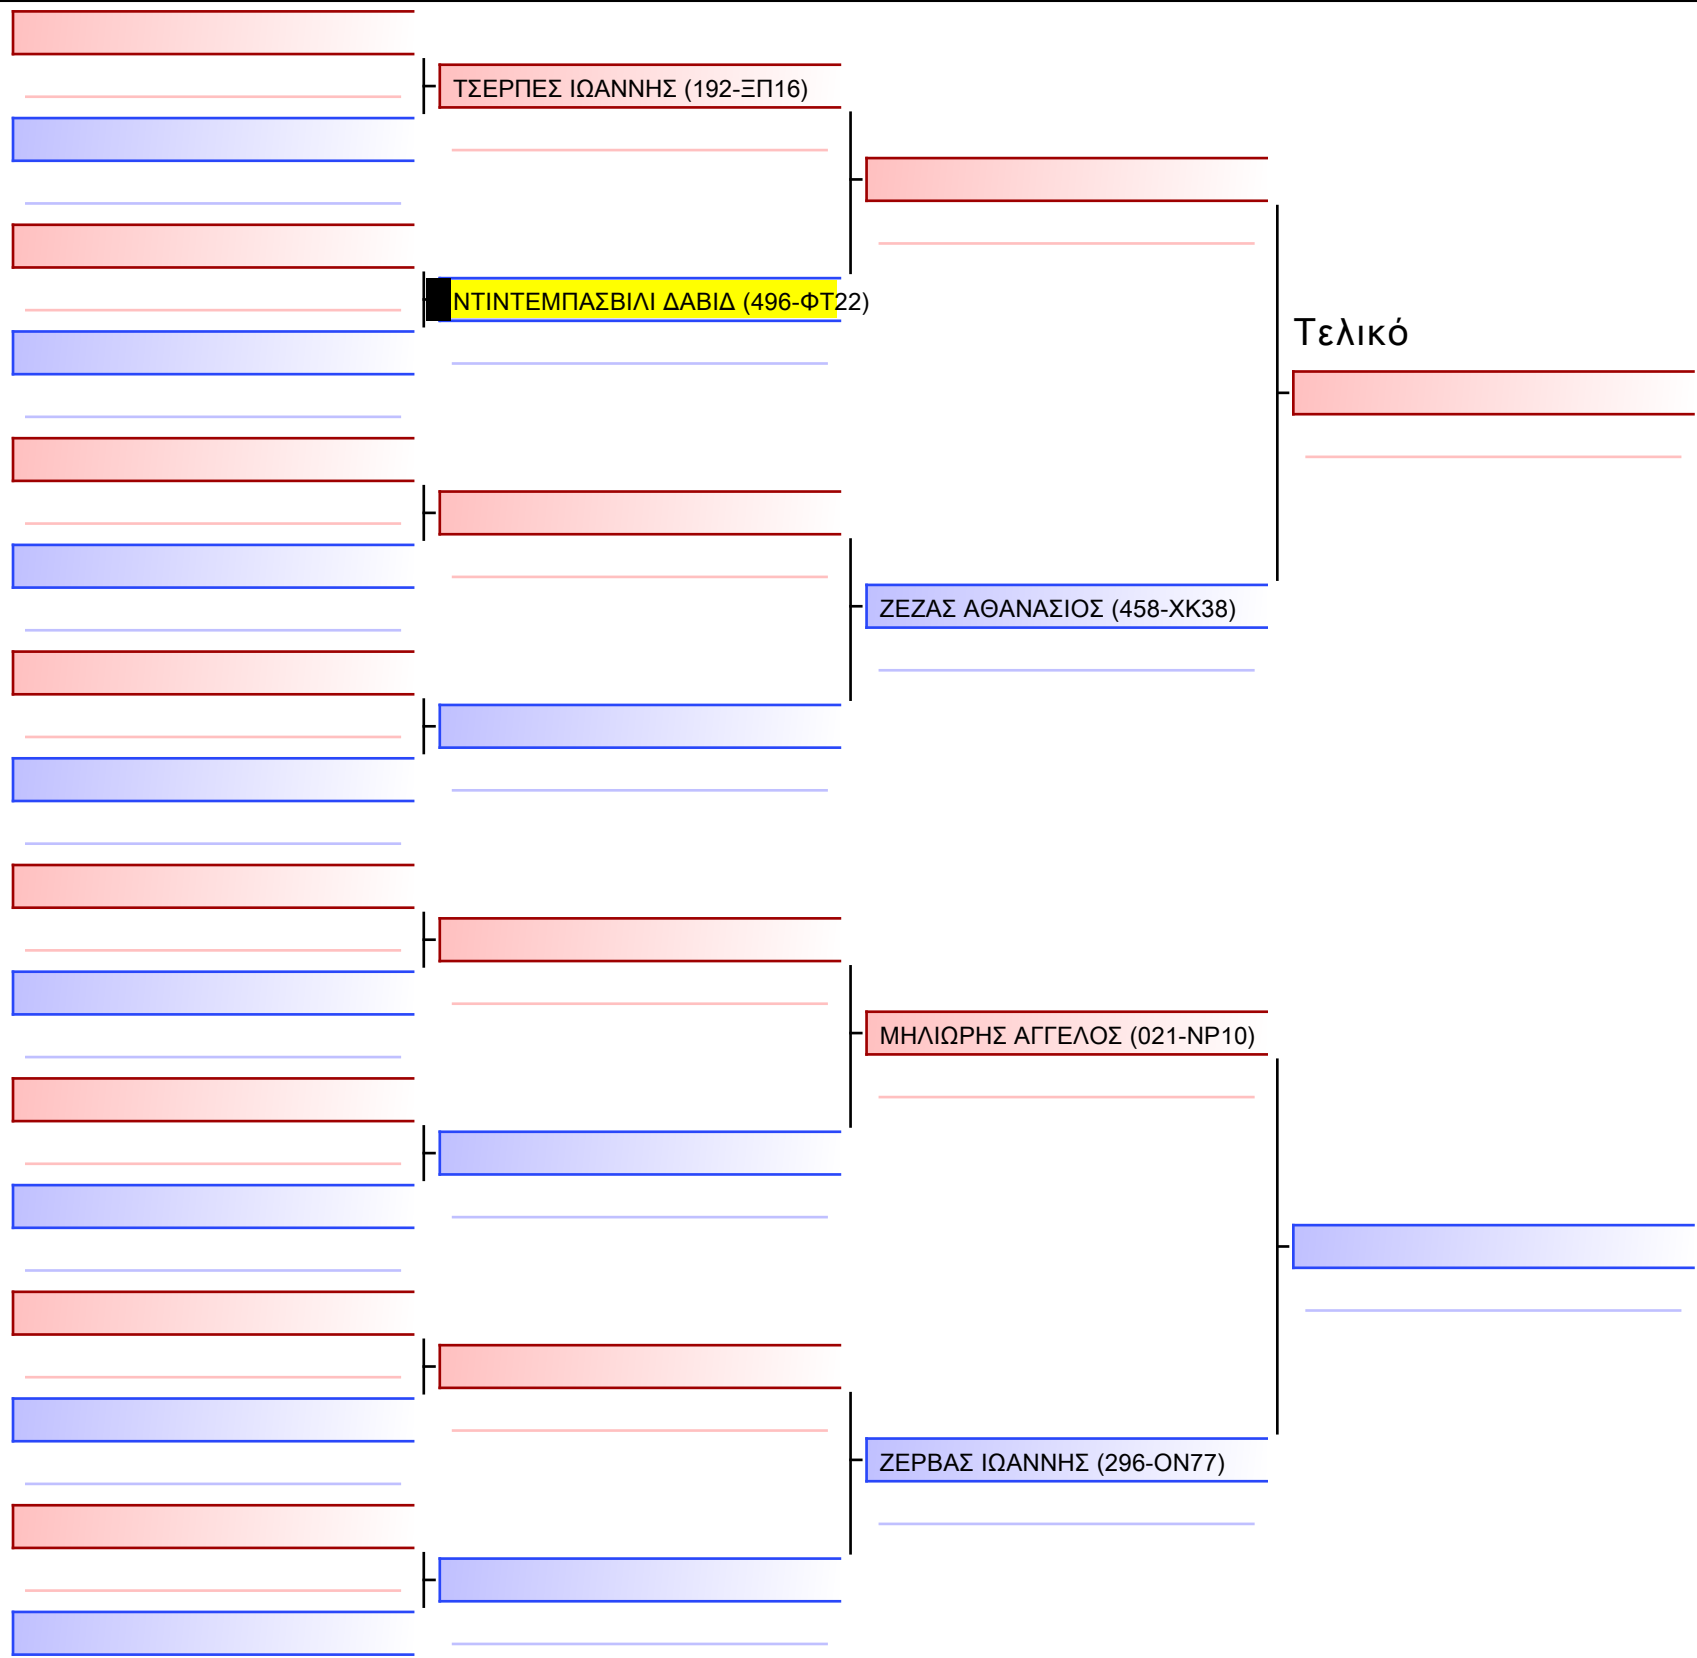 ΤΣΕΡΠΕΣ ΙΩΑΝΝΗΣ (192-ΞΠ16)
ΝΤΙΝΤΕΜΠΑΣΒΙΛΙ ΔΑΒΙΔ (496-ΦΤ22)
Τελικό
ΖΕΖΑΣ ΑΘΑΝΑΣΙΟΣ (458-ΧΚ38)
ΜΗΛΙΩΡΗΣ ΑΓΓΕΛΟΣ (021-ΝΡ10)
ΖΕΡΒΑΣ ΙΩΑΝΝΗΣ (296-ΟΝ77)